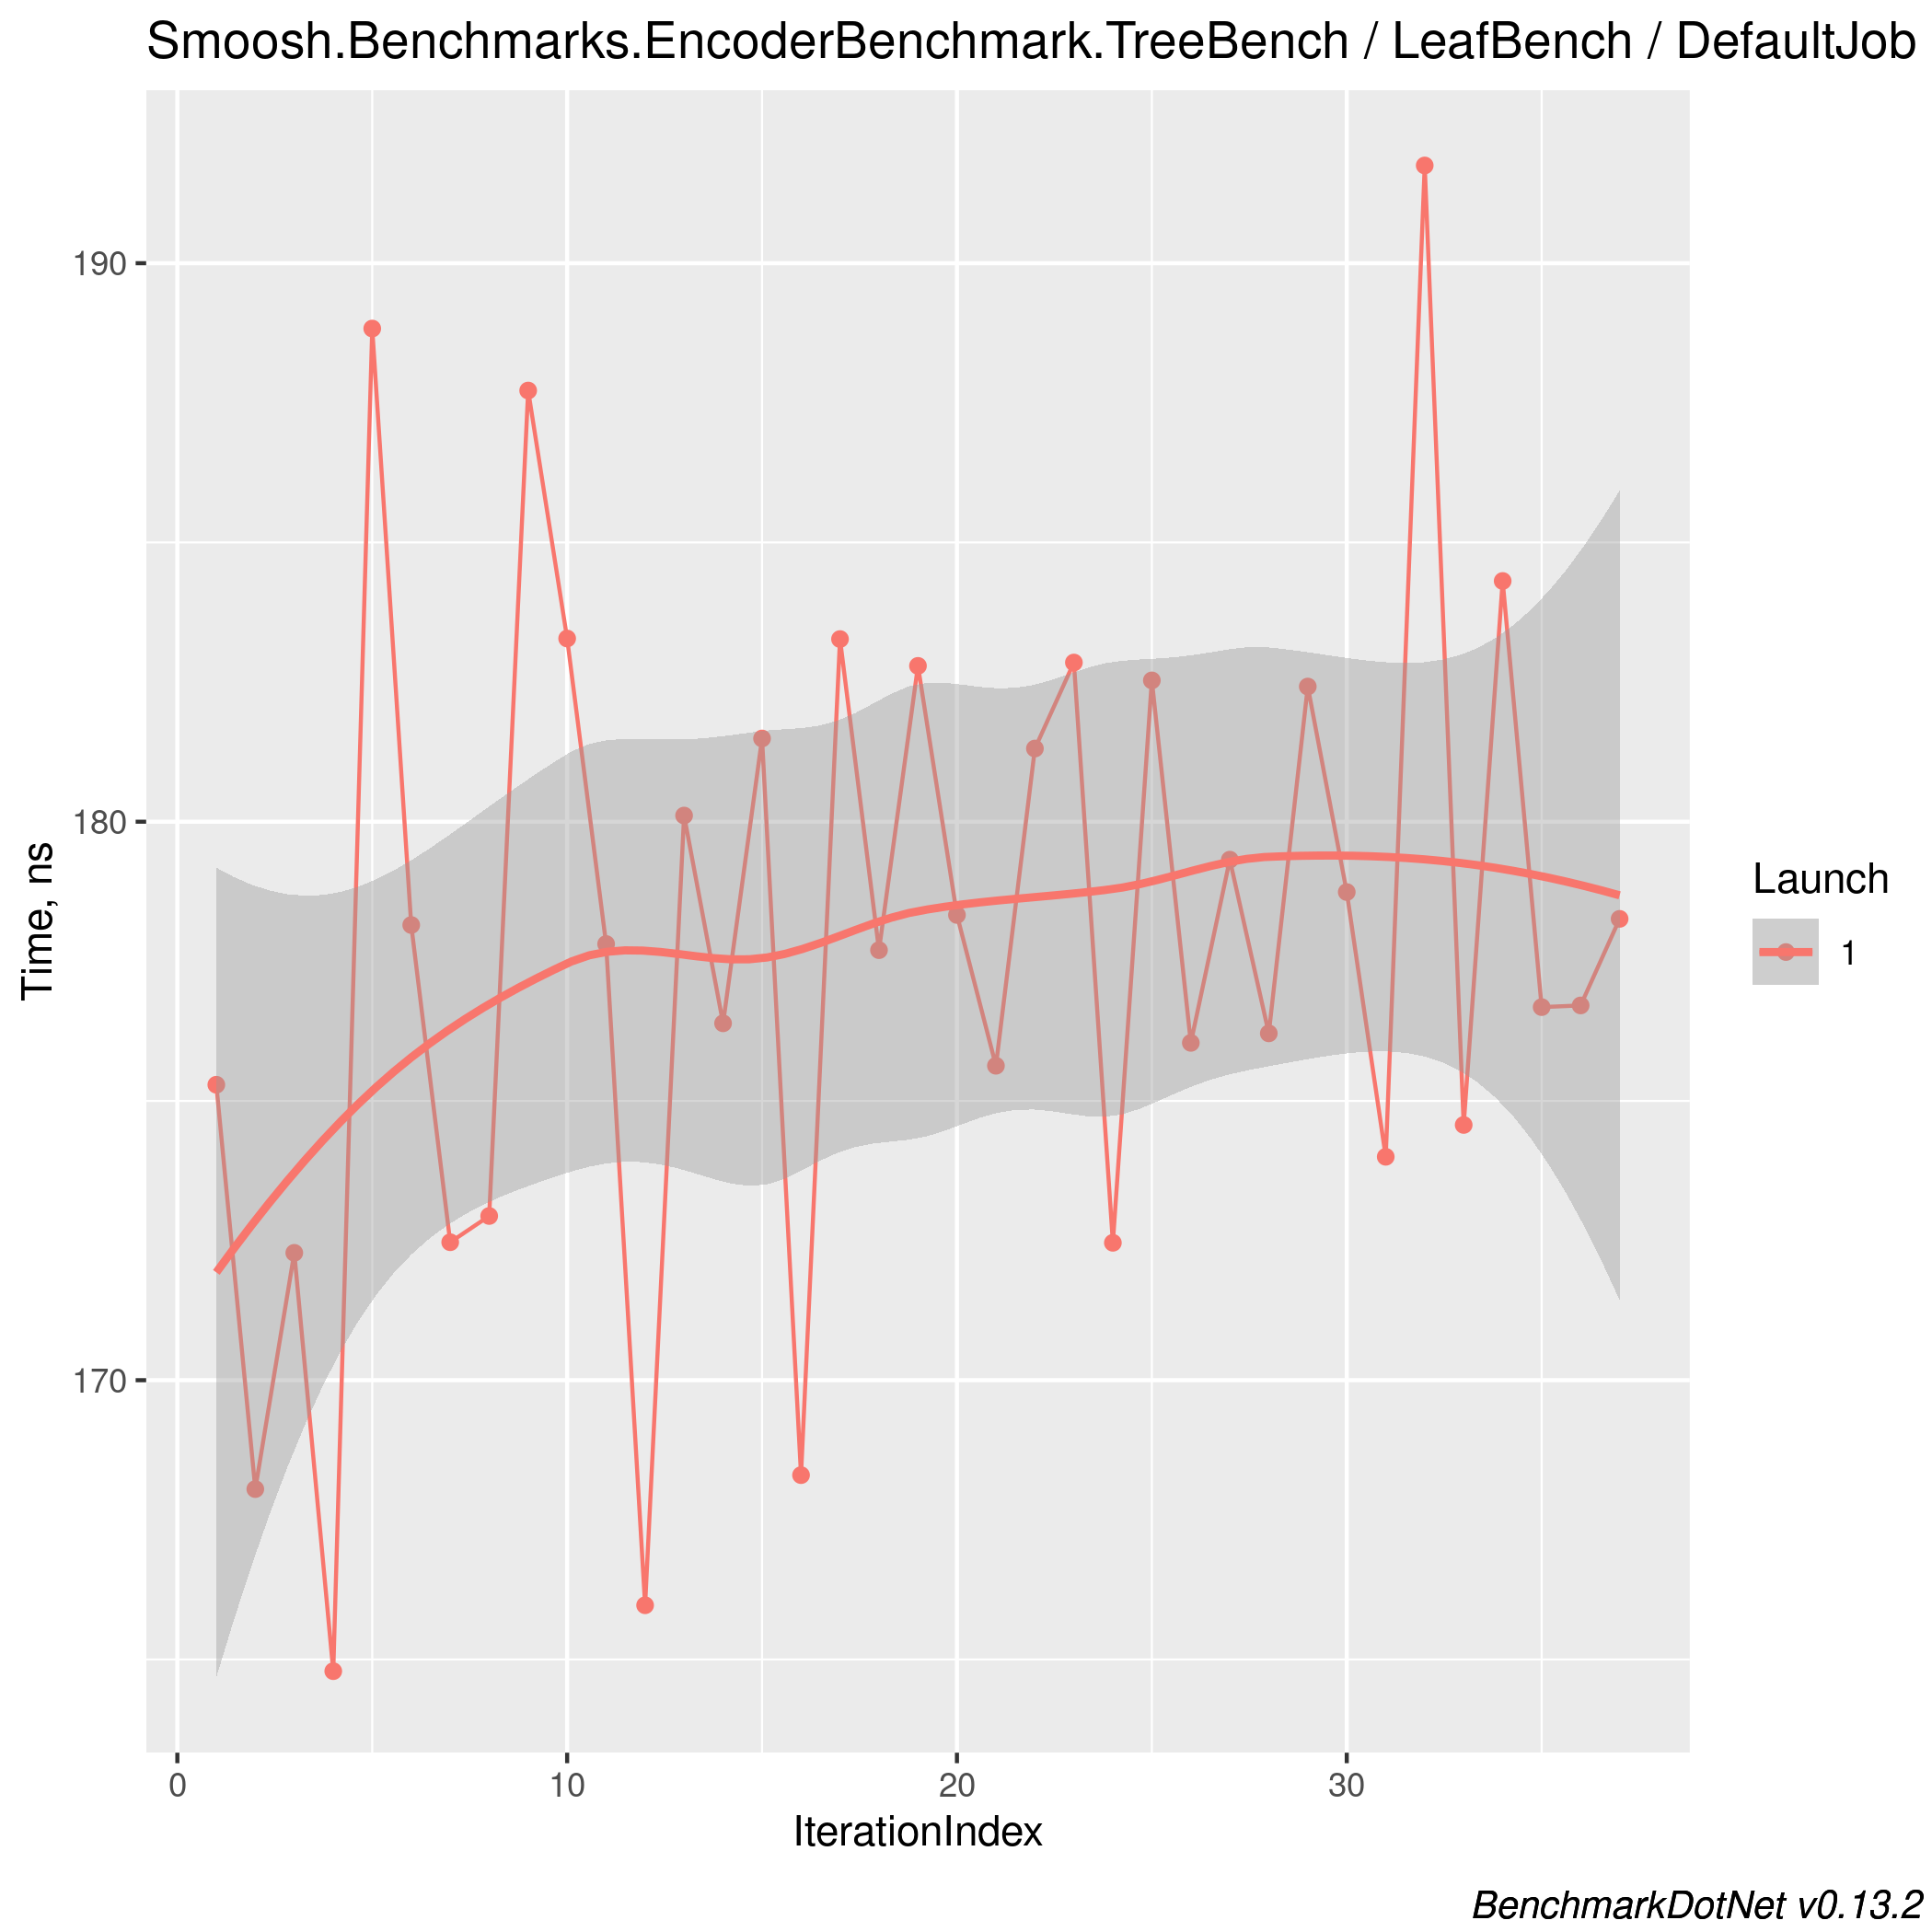 Smoosh.Benchmarks.EncoderBenchmark.TreeBench / LeafBench / DefaultJob
190
180
170
Time, ns
0 10 20 30
IterationIndex
Launch
1
BenchmarkDotNet v0.13.2